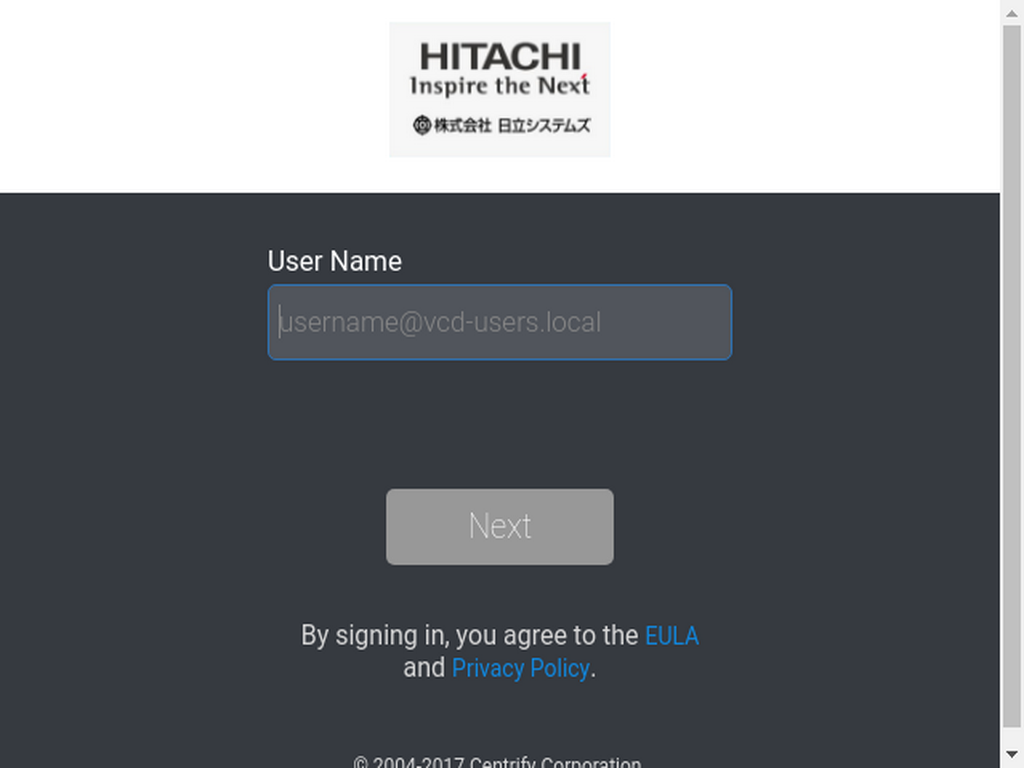 HITACHI
Inspire the Next
株式会社 日立システムズ
User Name
username@vcd-users.local
Next
By signing in, you agree to the EULA
and Privacy Policy.
© 2004-2017 Centrify Corporation